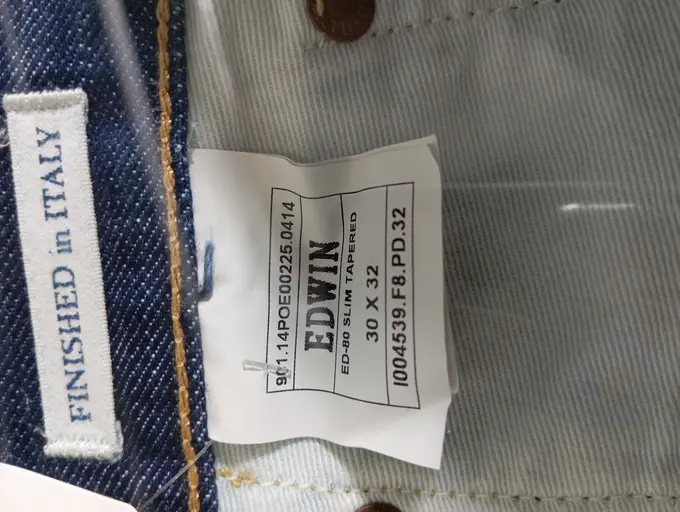 FINISHED in ITALY
901.14POE00225.0414
EDWIN
ED-80 SLIM TAPERED
30 X 32
I004539.F8.PD.32